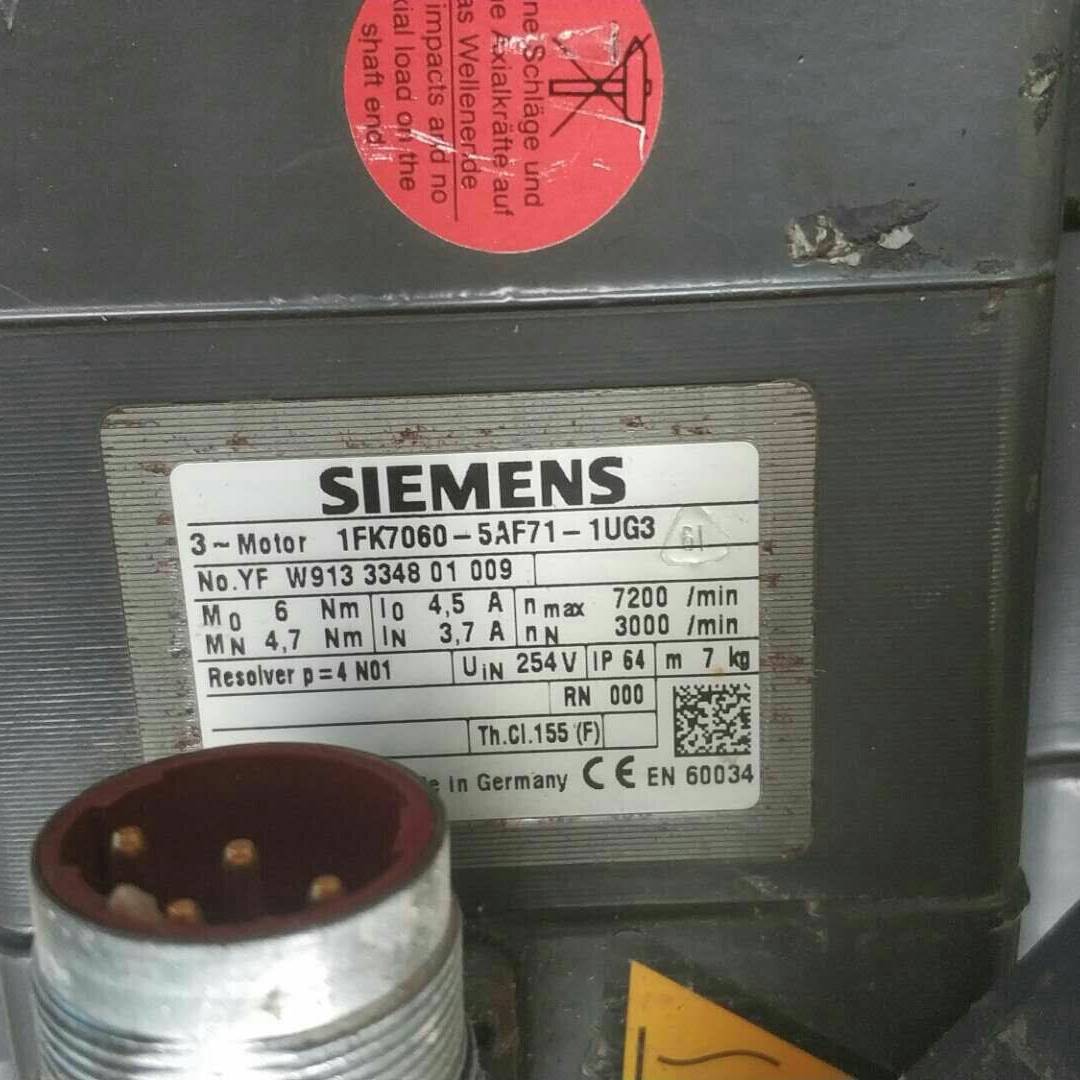 ne Schläge und
e Axialkräfte auf
as Wellenende
impacts and no
xial load on the
shaft end
SIEMENS
3~Motor 1FK7060-5AF71-1UG3
No.YF W913 3348 01 009
M0 6 Nm I0 4,5 A n max 7200 /min
MN 4,7 Nm IN 3,7 A nN 3000 /min
Resolver p=4 N01 UIN 254V IP 64 m 7 kg
RN 000
Th.Cl.155 (F)
e in Germany CE EN 60034